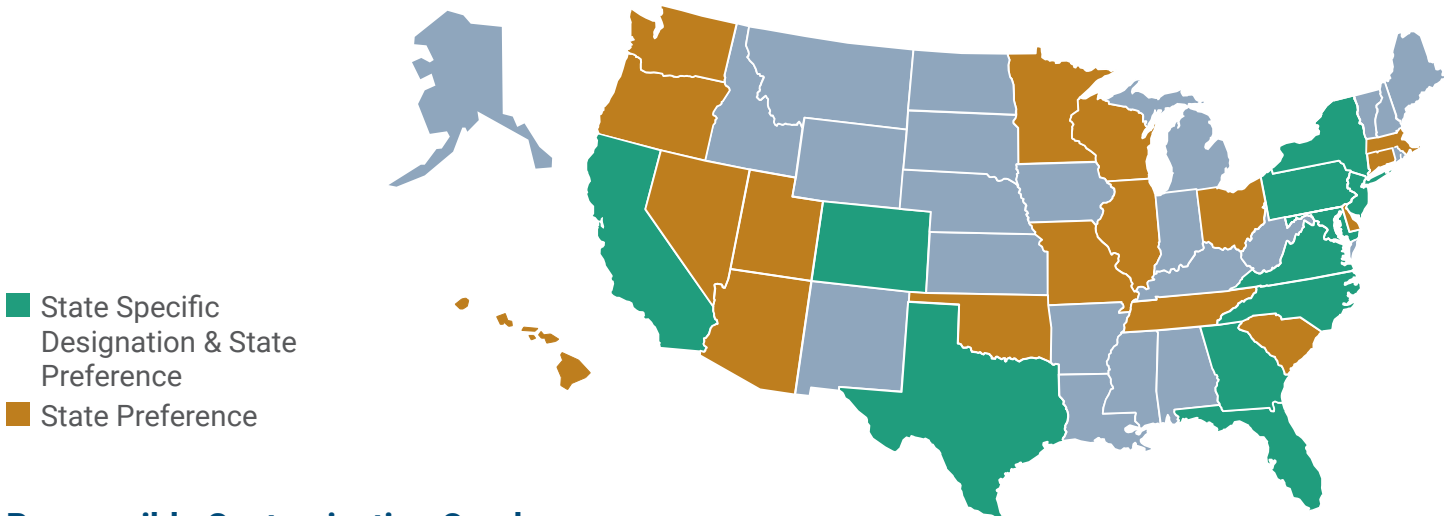 State Specific
Designation & State
Preference
State Preference